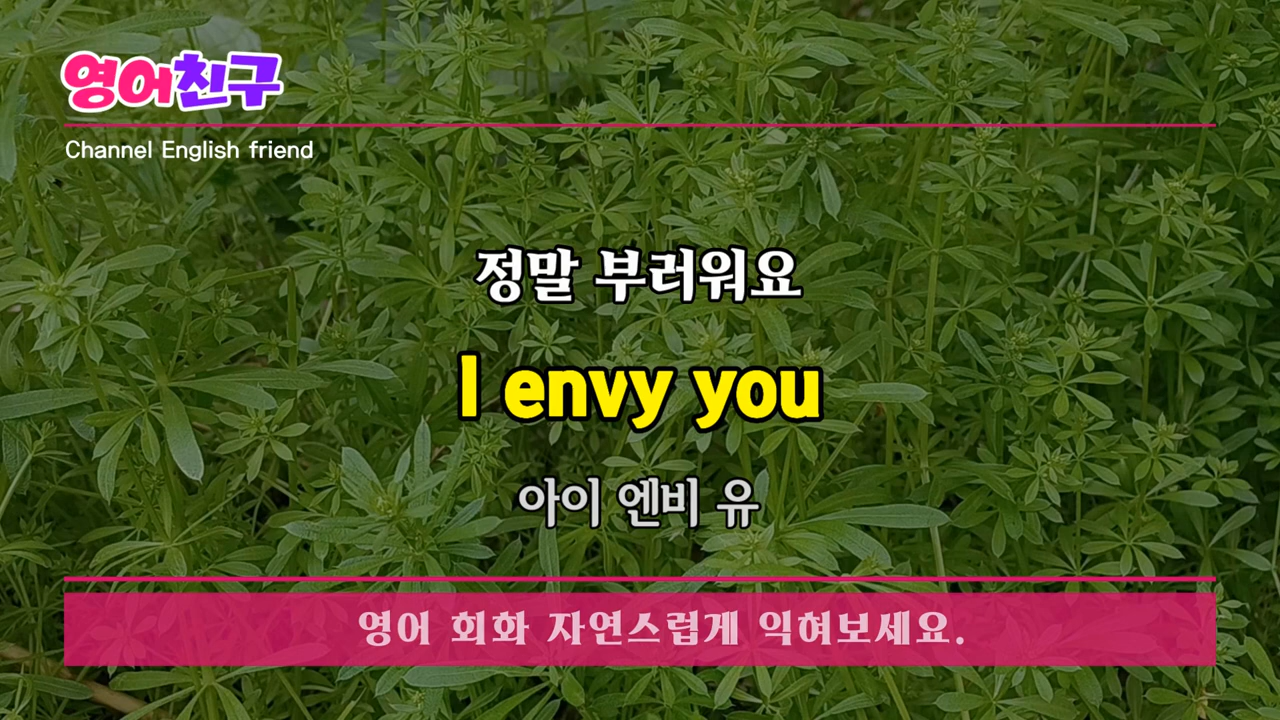 영어친구
Channel English friend
정말 부러워요
I envy you
아이 엔비 유
영어 회화 자연스럽게 익혀보세요.